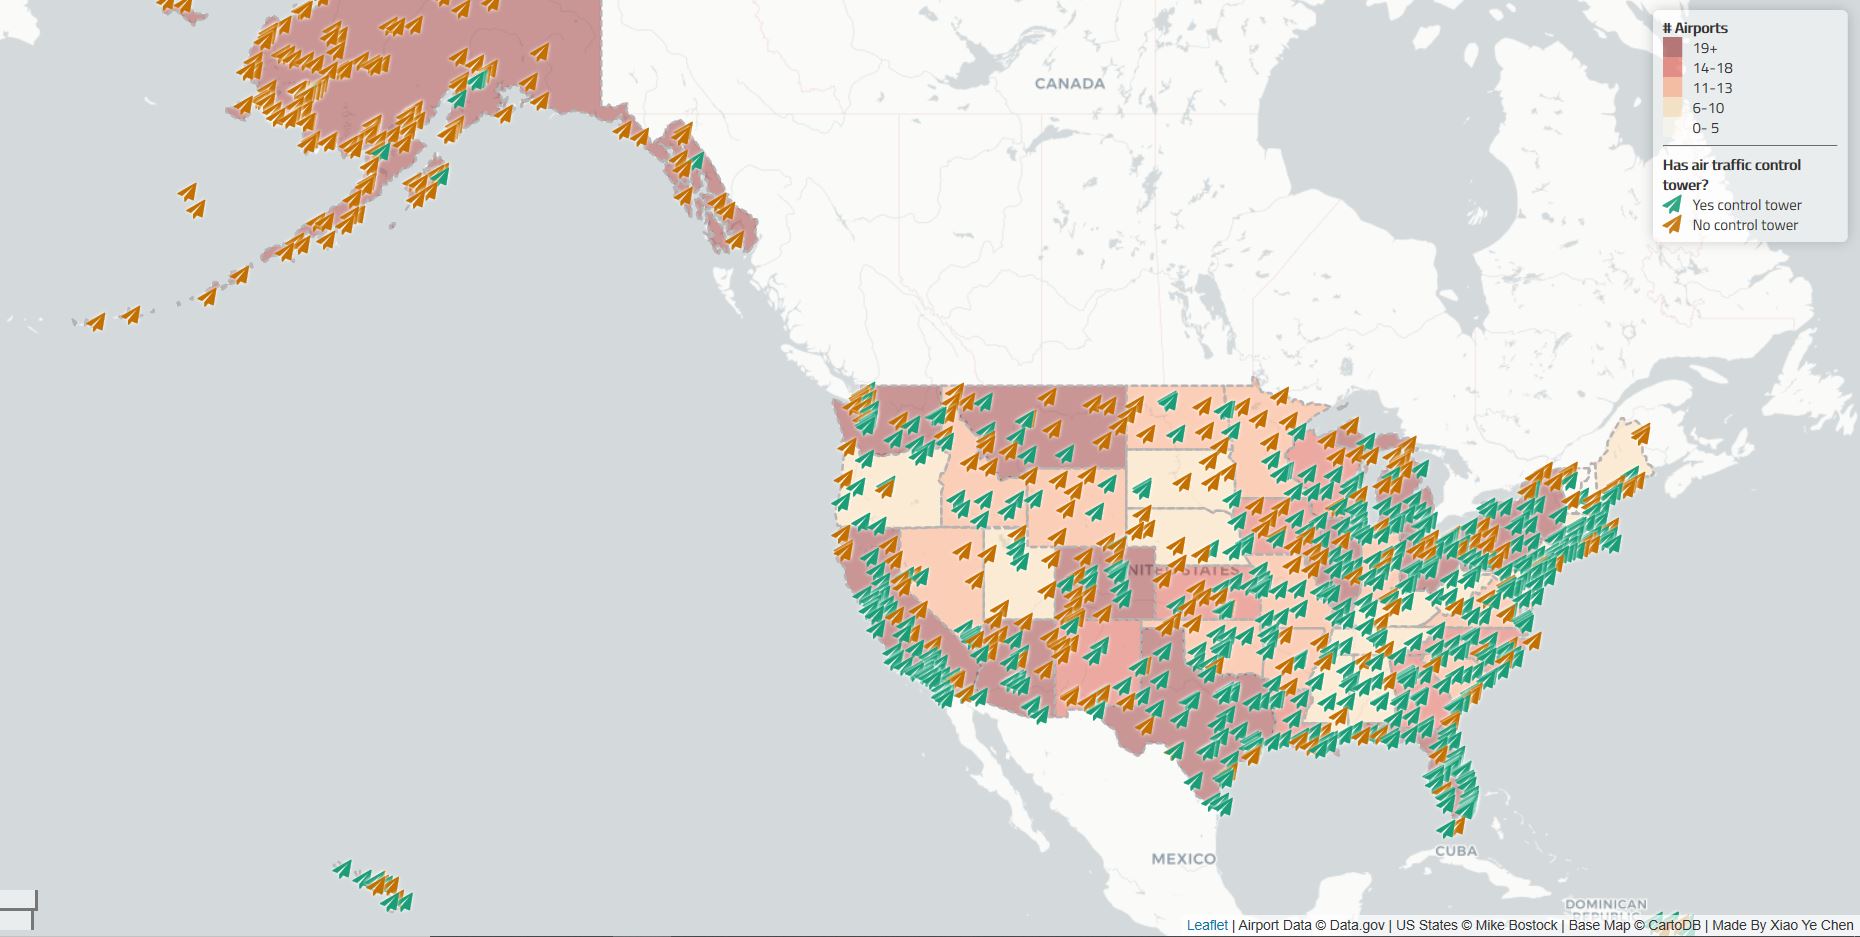 # Airports
19+
14-18
11-13
6-10
0- 5
Has air traffic control
tower?
Yes control tower
No control tower
CANADA
UNITED STATES
MEXICO
CUBA
DOMINICAN
REPUBLIC
Leaflet | Airport Data © Data.gov | US States © Mike Bostock | Base Map © CartoDB | Made By Xiao Ye Chen